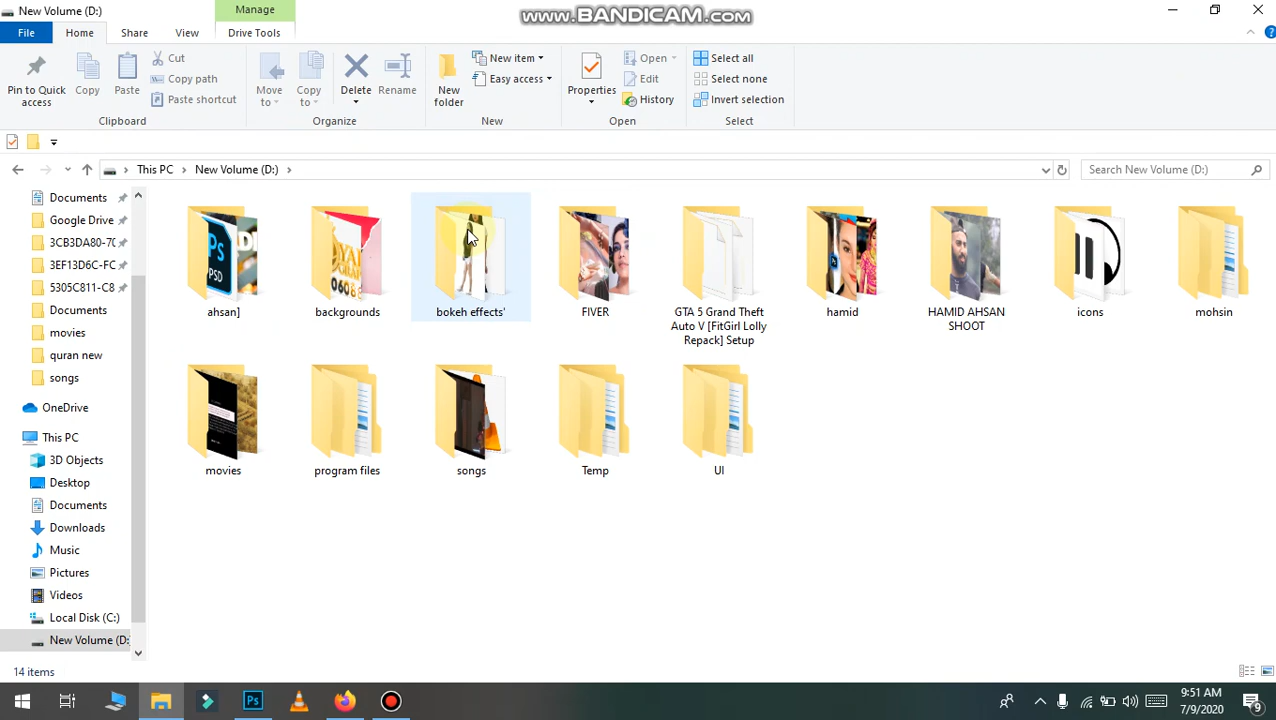 New Volume (D:)
Manage
www.BANDICAM.com
File
Home
Share
View
Drive Tools
Pin to Quick
access
Copy
Paste
Cut
Copy path
Paste shortcut
Clipboard
Move
to
Copy
to
Delete
Rename
Organize
New
folder
New item
Easy access
New
Properties
Open
Edit
History
Open
Select all
Select none
Invert selection
Select
This PC
New Volume (D:)
Search New Volume (D:)
Documents
Google Drive
3CB3DA80-7(
3EF13D6C-FC
5305C811-C8
Documents
movies
quran new
songs
OneDrive
This PC
3D Objects
Desktop
Documents
Downloads
Music
Pictures
Videos
Local Disk (C:)
New Volume (D:
ahsan]
backgrounds
bokeh effects'
FIVER
GTA 5 Grand Theft
Auto V [FitGirl Lolly
Repack] Setup
hamid
HAMID AHSAN
SHOOT
icons
mohsin
movies
program files
songs
Temp
UI
14 items
Ps
9:51 AM
7/9/2020
9